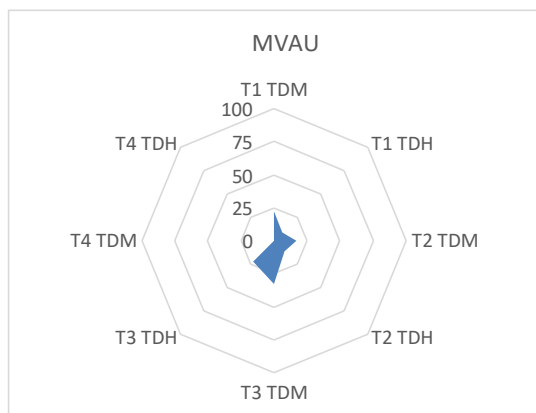 MVAU
T1 TDM
100
T4 TDH
T1 TDH
75
50
25
T4 TDM
0
T2 TDM
T3 TDH
T2 TDH
T3 TDM